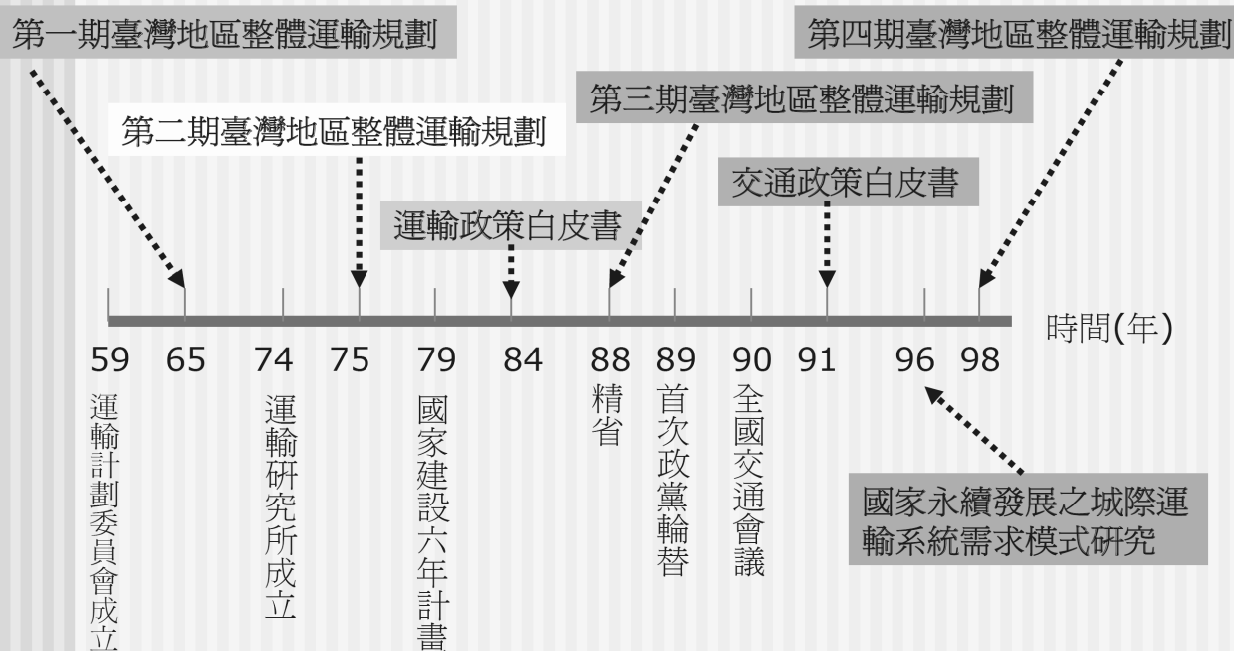 第一期臺灣地區整體運輸規劃
第四期臺灣地區整體運輸規劃
第三期臺灣地區整體運輸規劃
第二期臺灣地區整體運輸規劃
交通政策白皮書
運輸政策白皮書
時間(年)
59 65 74 75 79 84 88 89 90 91 96 98
運輸計劃委員會成立
運輸研究所成立
國家建設六年計畫
精省
首次政黨輪替
全國交通會議
國家永續發展之城際運
輸系統需求模式研究